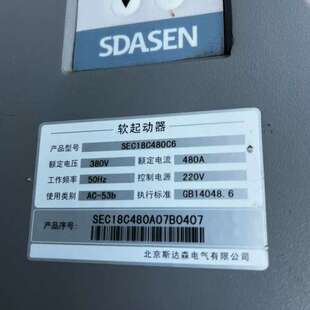 SDASEN
软起动器
产品型号 SEC18C480C6
额定电压 380V 额定电流 480A
工作频率 50Hz 控制电源 220V
使用类别 AC-53b 执行标准 GB14048.6
产品序号: SEC18C480A07B0407
北京斯达森电气有限公司